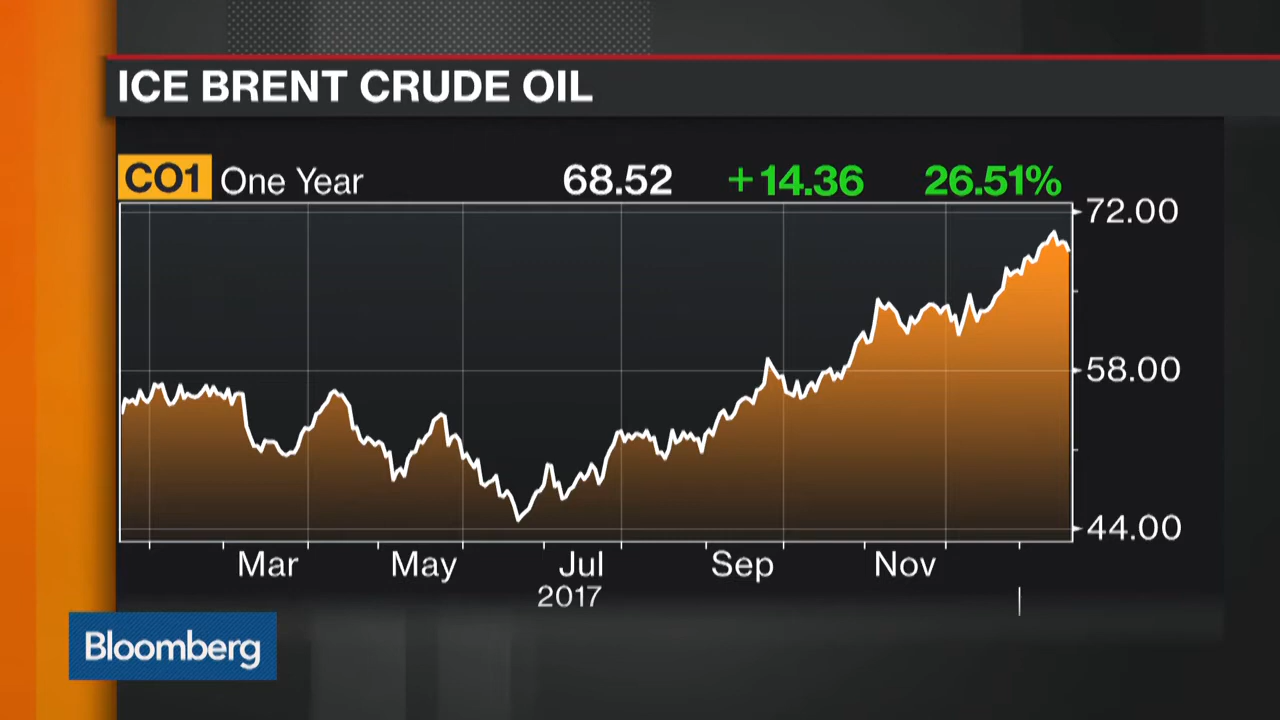 ICE BRENT CRUDE OIL
CO1 One Year 68.52 +14.36 26.51%
72.00
58.00
44.00
Mar May Jul Sep Nov
2017
Bloomberg